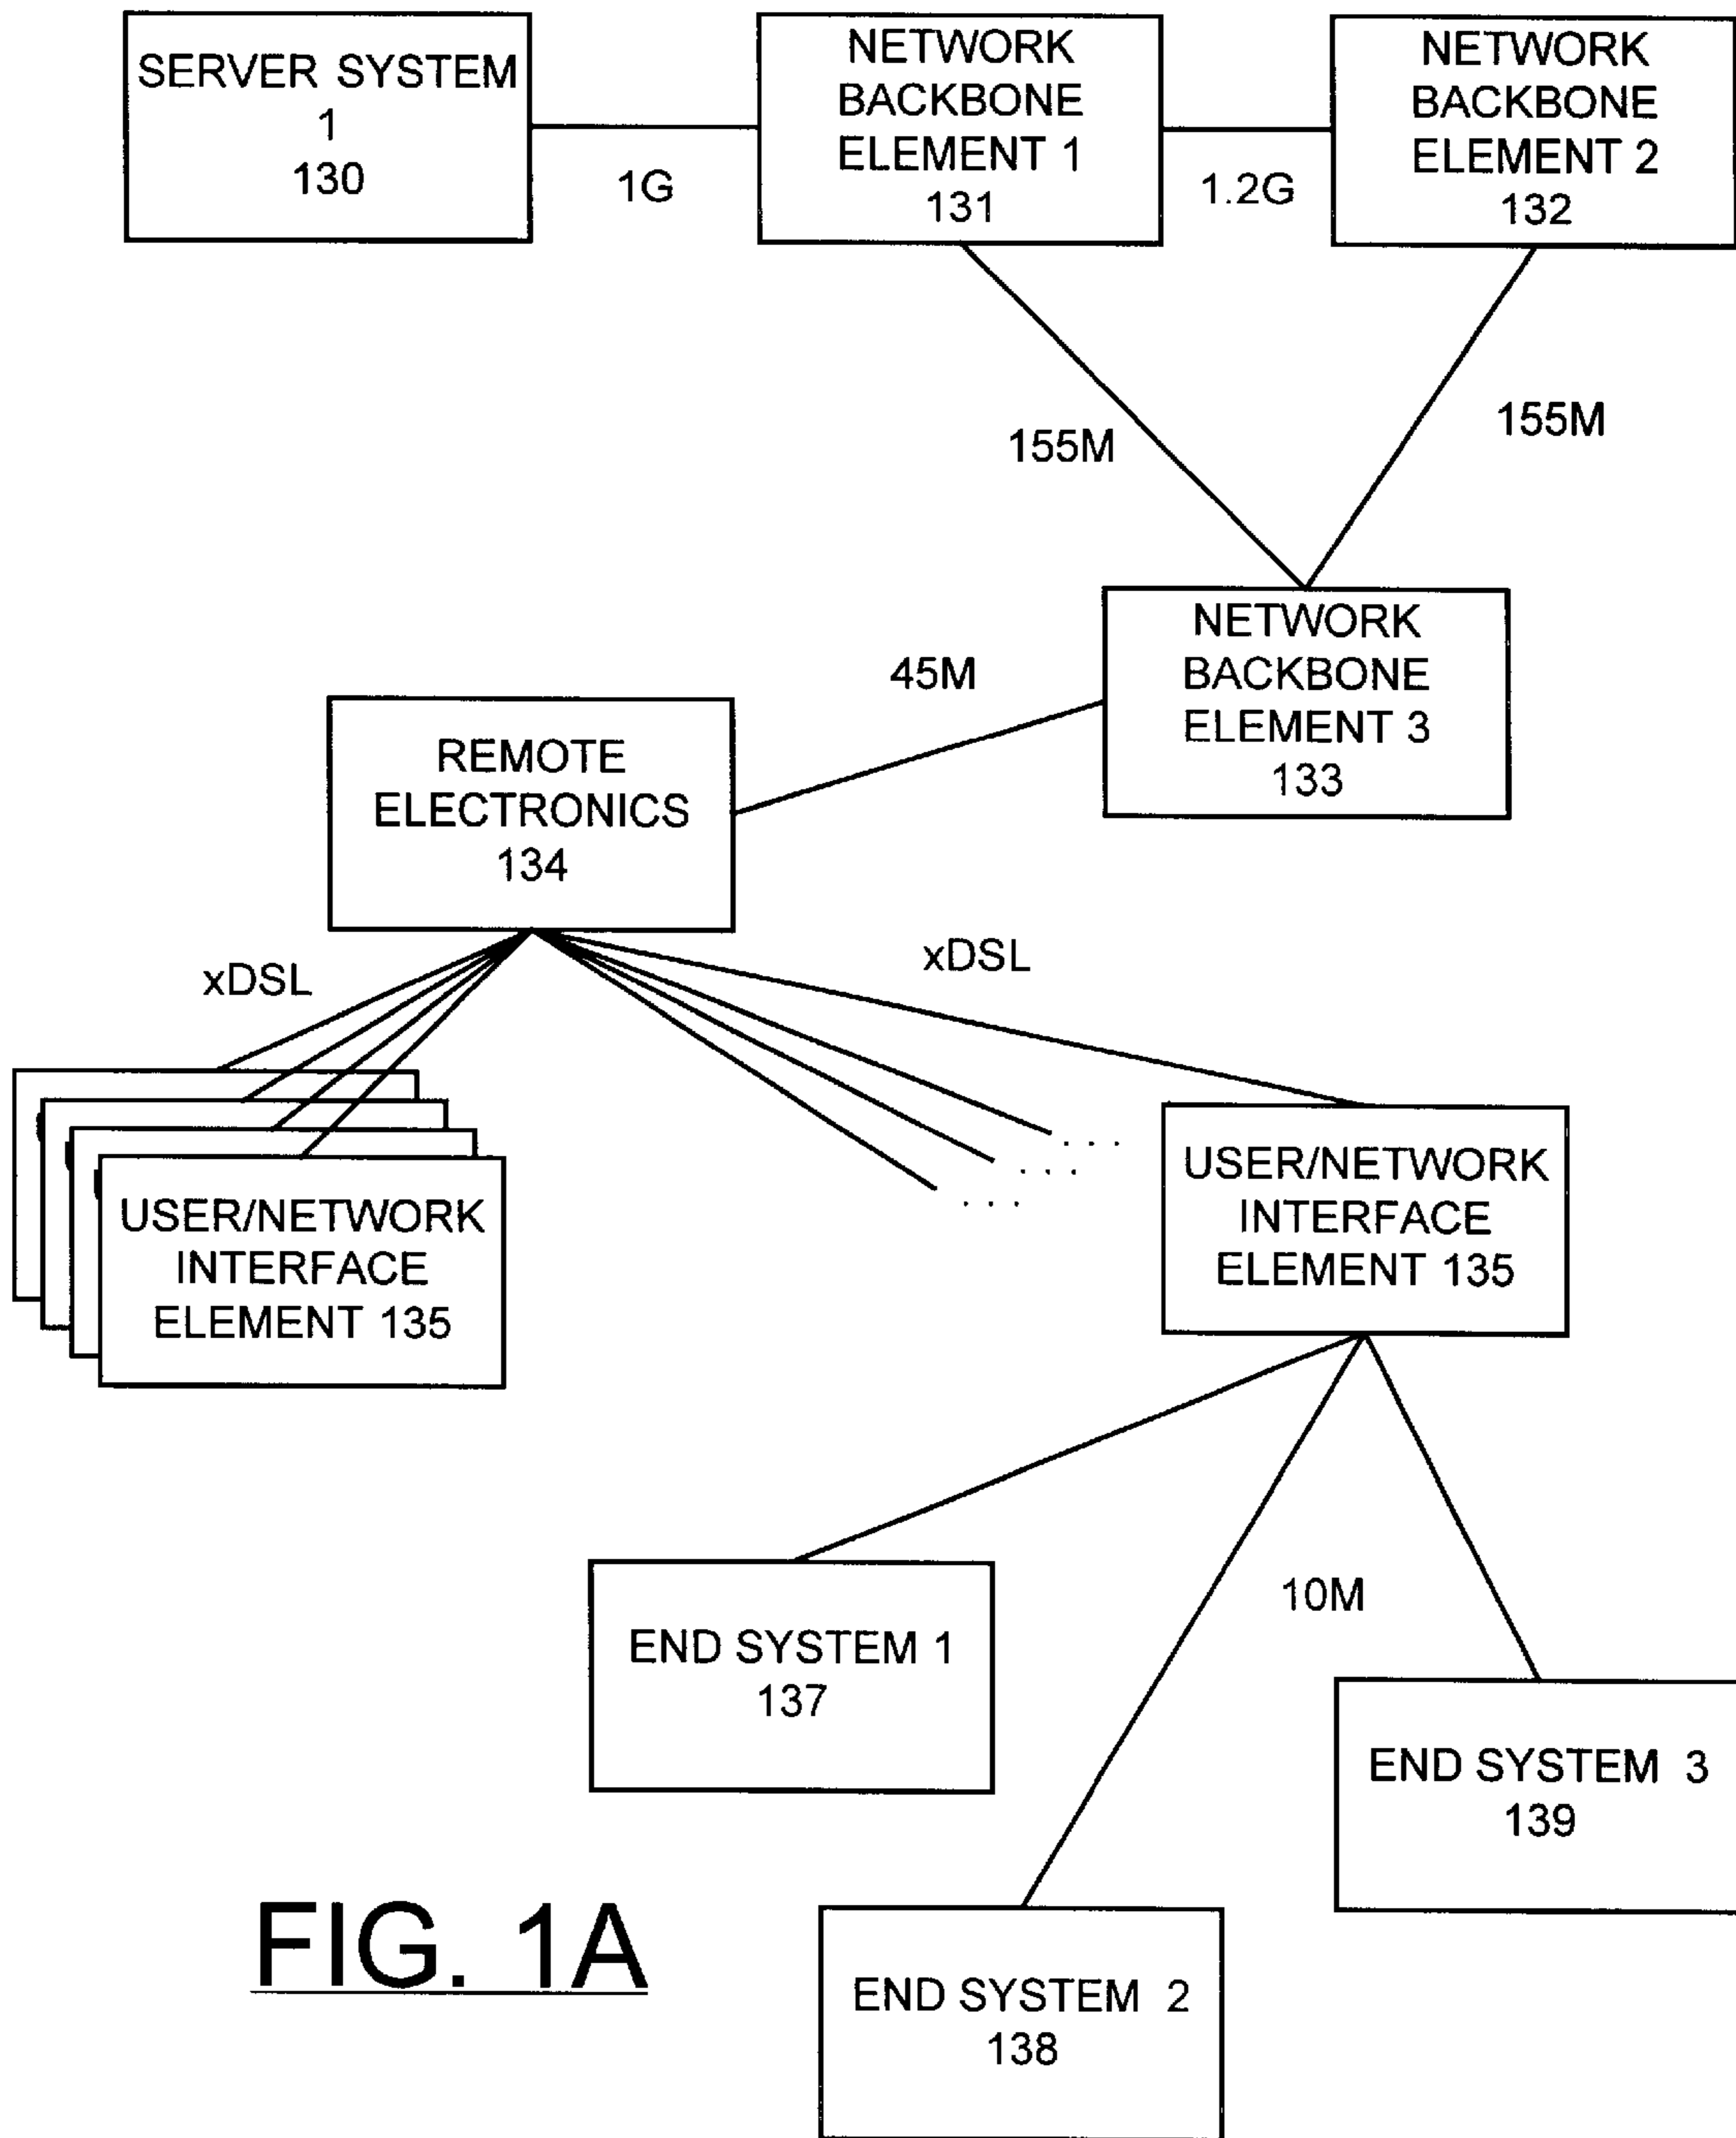 SERVER SYSTEM
1
130
1G
NETWORK
BACKBONE
ELEMENT 1
131
1.2G
NETWORK
BACKBONE
ELEMENT 2
132
155M
155M
NETWORK
BACKBONE
ELEMENT 3
133
45M
REMOTE
ELECTRONICS
134
xDSL
xDSL
USER/NETWORK
INTERFACE
ELEMENT 135
. . .
. . .
. . .
USER/NETWORK
INTERFACE
ELEMENT 135
10M
END SYSTEM 1
137
END SYSTEM 3
139
END SYSTEM 2
138
FIG. 1A